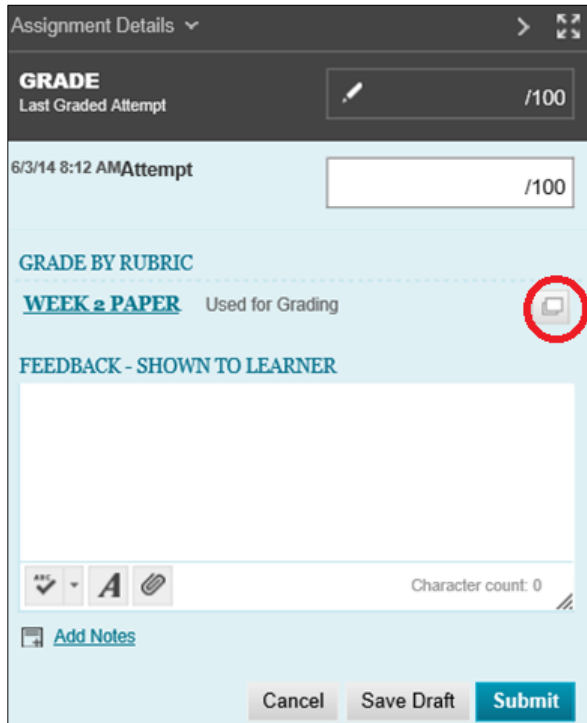 Assignment Details
GRADE
Last Graded Attempt
/100
6/3/14 8:12 AM Attempt
/100
GRADE BY RUBRIC
WEEK 2 PAPER Used for Grading
FEEDBACK - SHOWN TO LEARNER
ABC A Character count: 0
Add Notes
Cancel Save Draft Submit